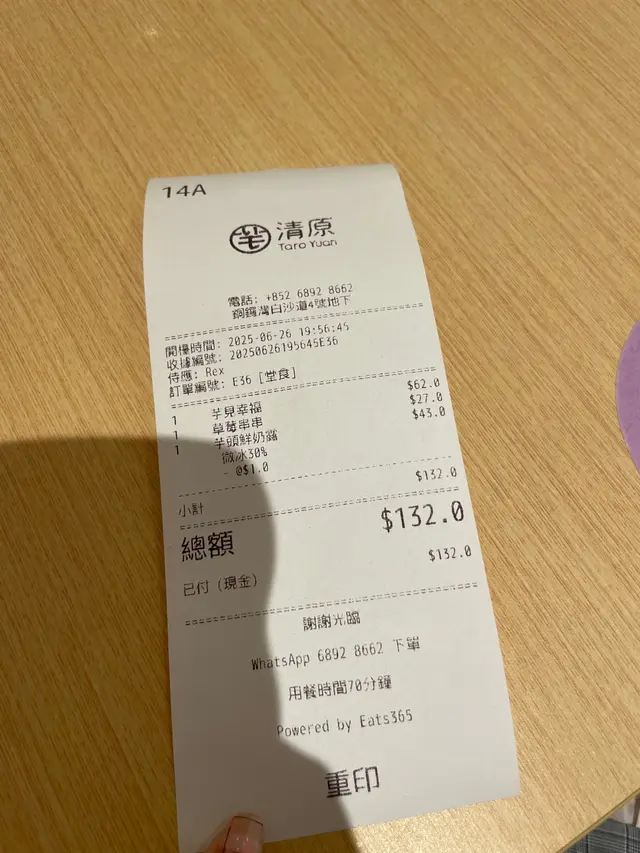 14A
芋 清原
Taro Yuan
電話: +852 6892 8662
銅鑼灣白沙道4號地下
開檯時間: 2025-06-26 19:56:45
收據編號: 20250626195645E36
侍應: Rex
訂單編號: E36 [堂食]
1 芋見幸福 $62.0
1 草莓串串 $27.0
1 芋頭鮮奶露 $43.0
微冰30%
- @$1.0
小計 $132.0
總額 $132.0
已付 (現金) $132.0
謝謝光臨
WhatsApp 6892 8662 下單
用餐時間70分鐘
Powered by Eats365
重印